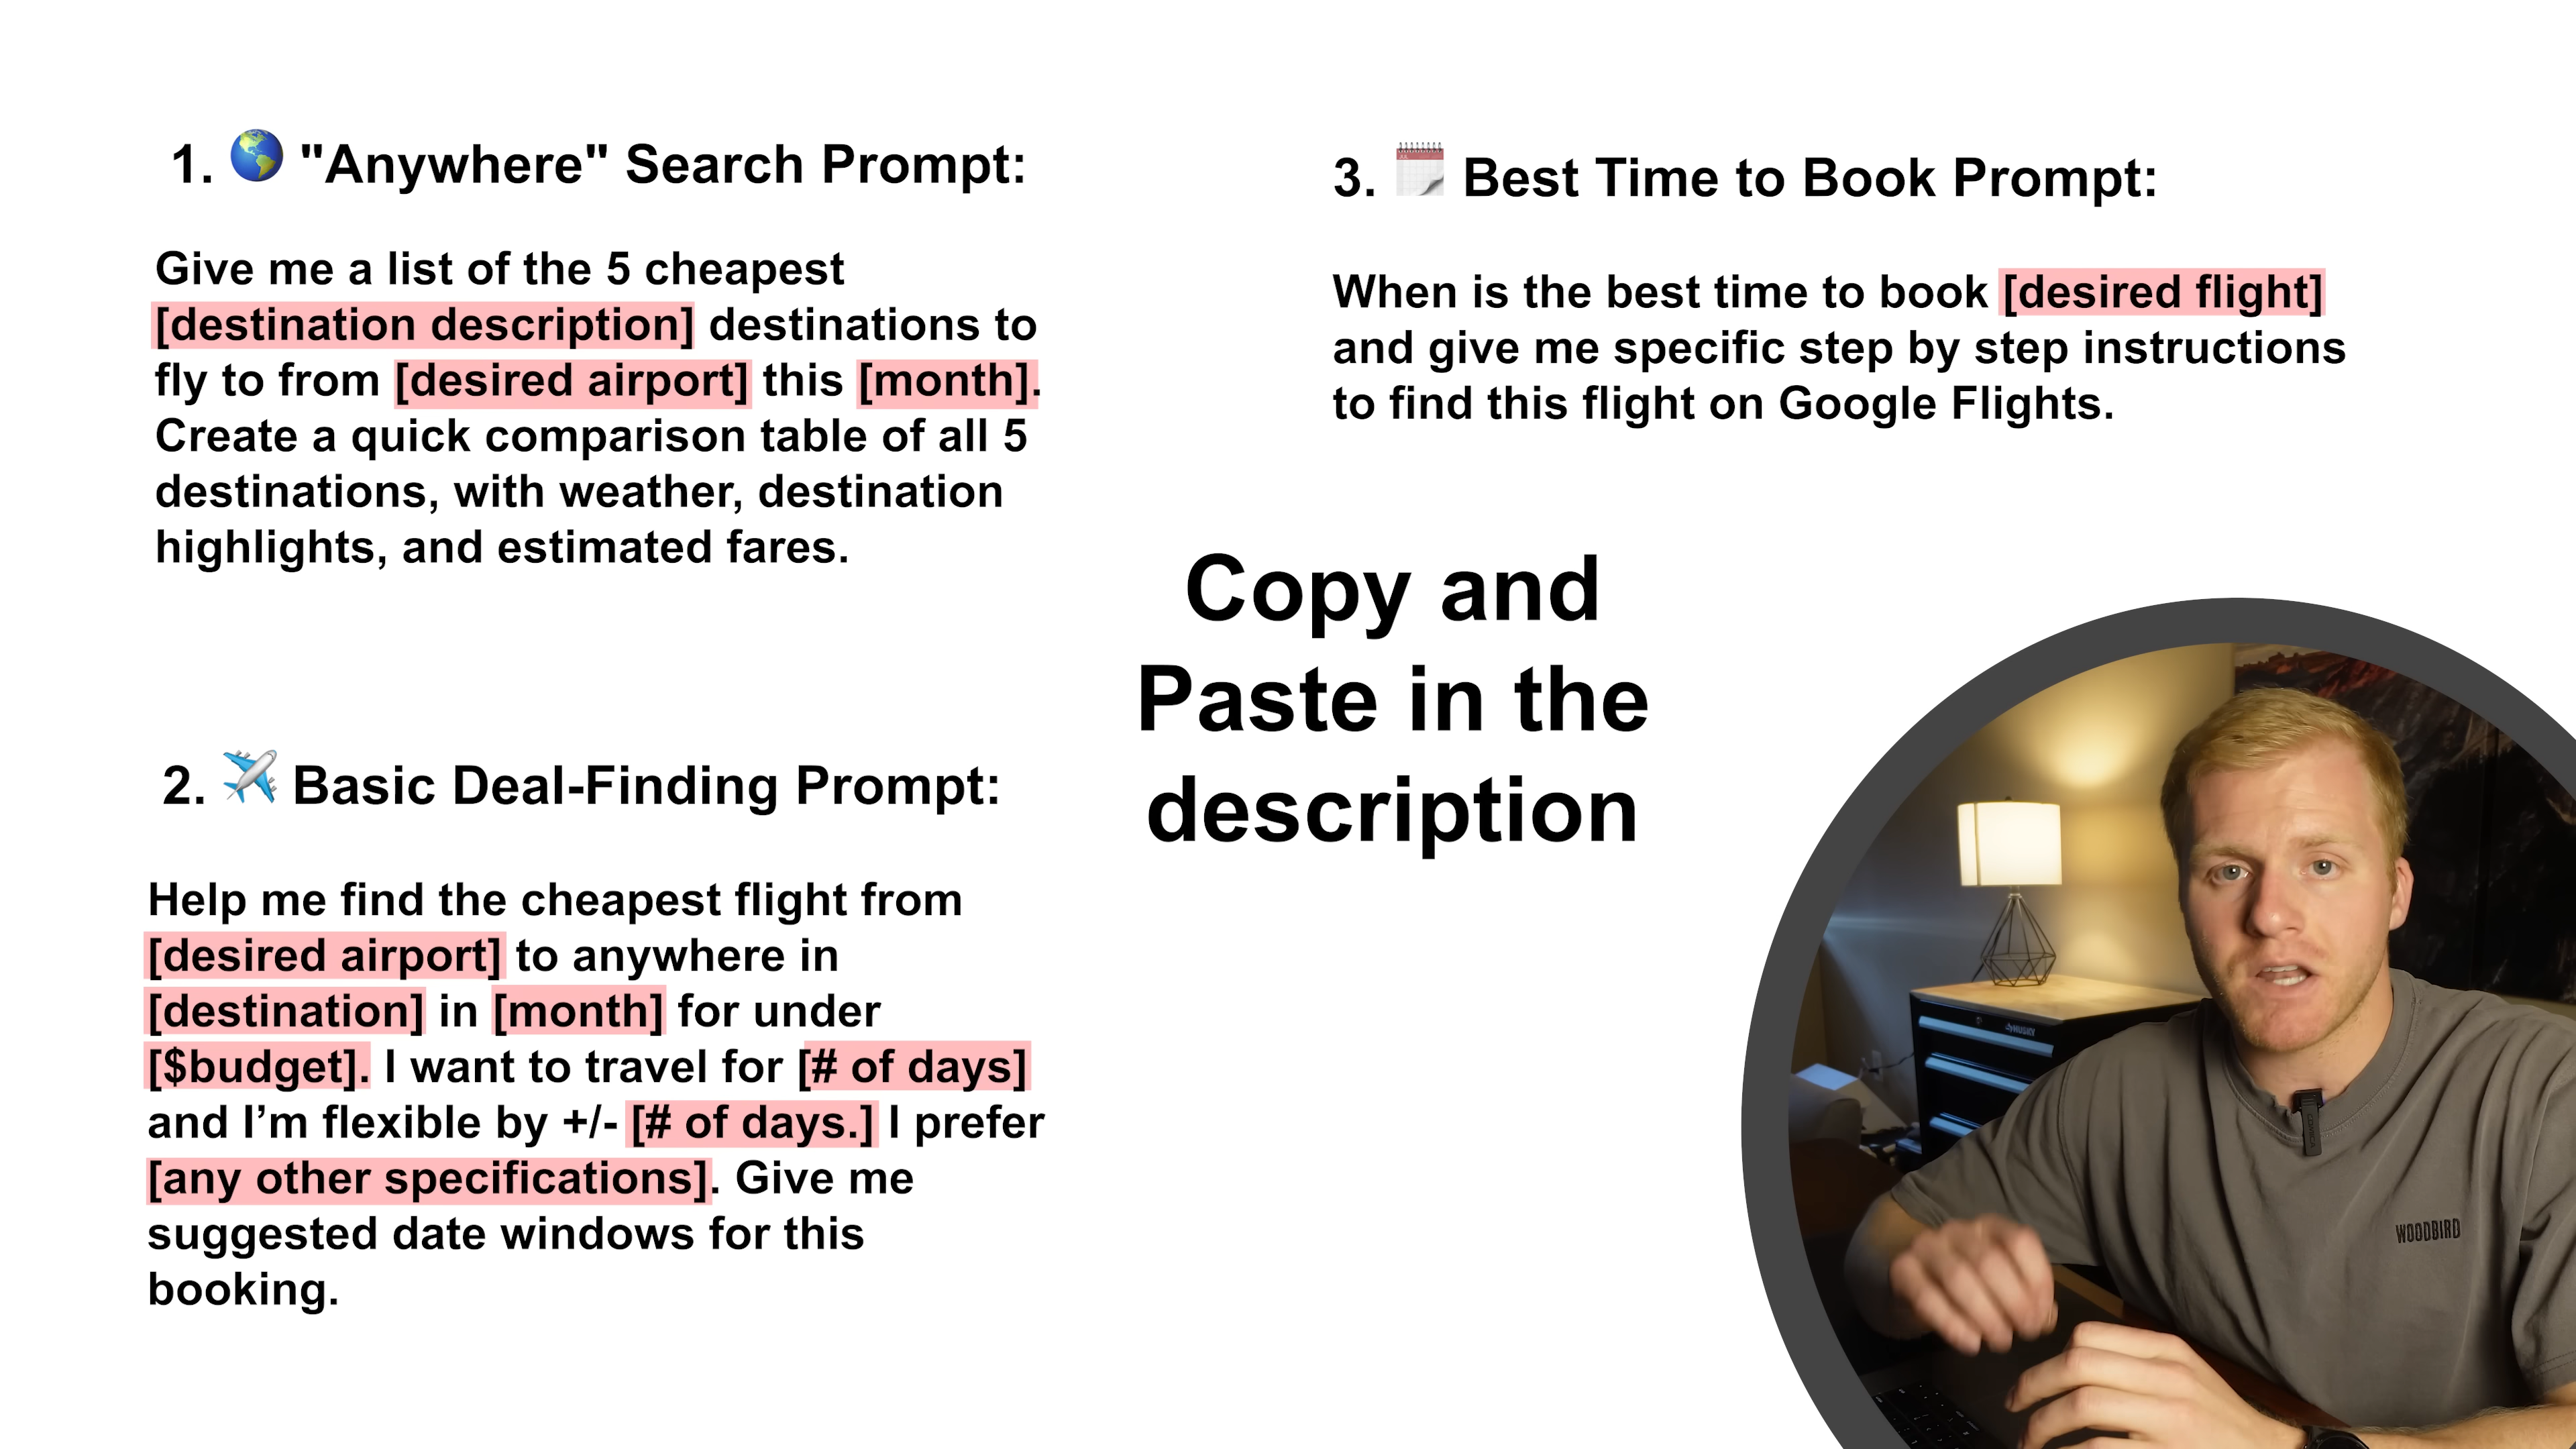 1. 🌎 "Anywhere" Search Prompt:
Give me a list of the 5 cheapest
[destination description] destinations to
fly to from [desired airport] this [month].
Create a quick comparison table of all 5
destinations, with weather, destination
highlights, and estimated fares.
2. ✈️ Basic Deal-Finding Prompt:
Help me find the cheapest flight from
[desired airport] to anywhere in
[destination] in [month] for under
[$budget]. I want to travel for [# of days]
and I’m flexible by +/- [# of days.] I prefer
[any other specifications]. Give me
suggested date windows for this
booking.
3. 🗓️ Best Time to Book Prompt:
When is the best time to book [desired flight]
and give me specific step by step instructions
to find this flight on Google Flights.
Copy and
Paste in the
description
HUSKY
WOODBIRD